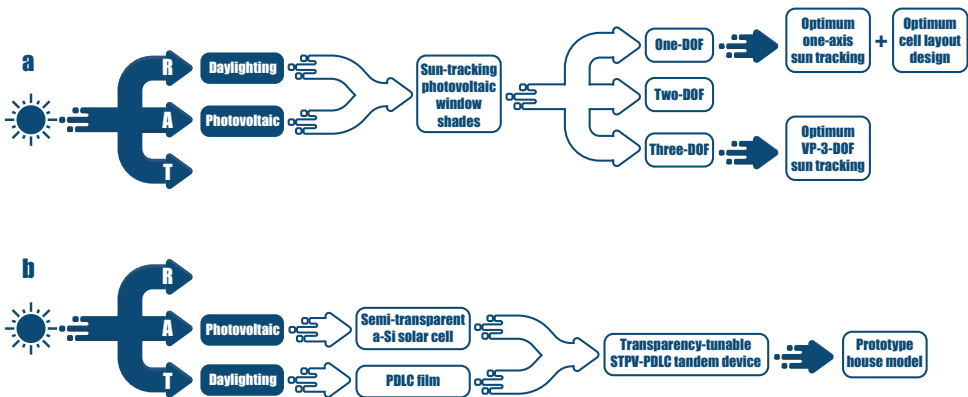 a
R
A
T
Daylighting
Photovoltaic
Sun-tracking
photovoltaic
window
shades
One-DOF
Two-DOF
Three-DOF
Optimum
one-axis
sun tracking
+
Optimum
cell layout
design
Optimum
VP-3-DOF
sun tracking
b
R
A
T
Photovoltaic
Daylighting
Semi-transparent
a-Si solar cell
PDLC film
Transparency-tunable
STPV-PDLC tandem device
Prototype
house model